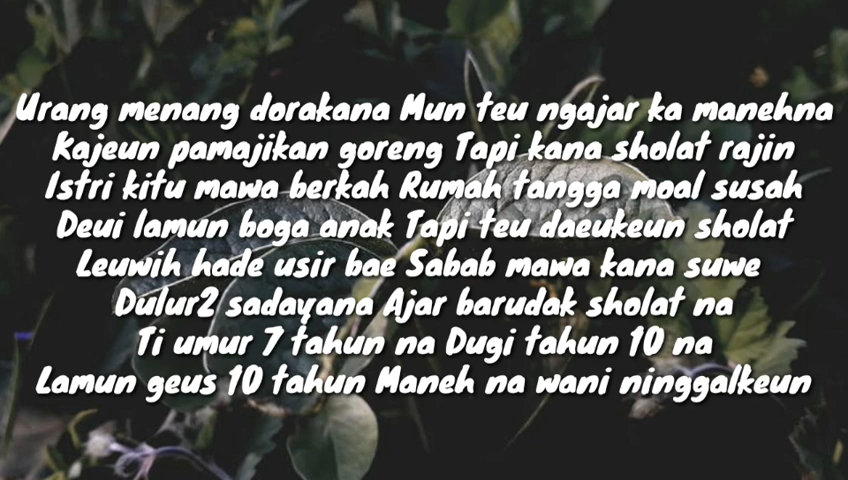 Urang menang dorakana Mun teu ngajar ka manehna
Kajeun pamajikan goreng Tapi kana sholat rajin
Istri kitu mawa berkah Rumah tangga moal susah
Deui lamun boga anak Tapi teu daeukeun sholat
Leuwih hade usir bae Sabab mawa kana suwe
Dulur2 sadayana Ajar barudak sholat na
Ti umur 7 tahun na Dugi tahun 10 na
Lamun geus 10 tahun Maneh na wani ninggalkeun